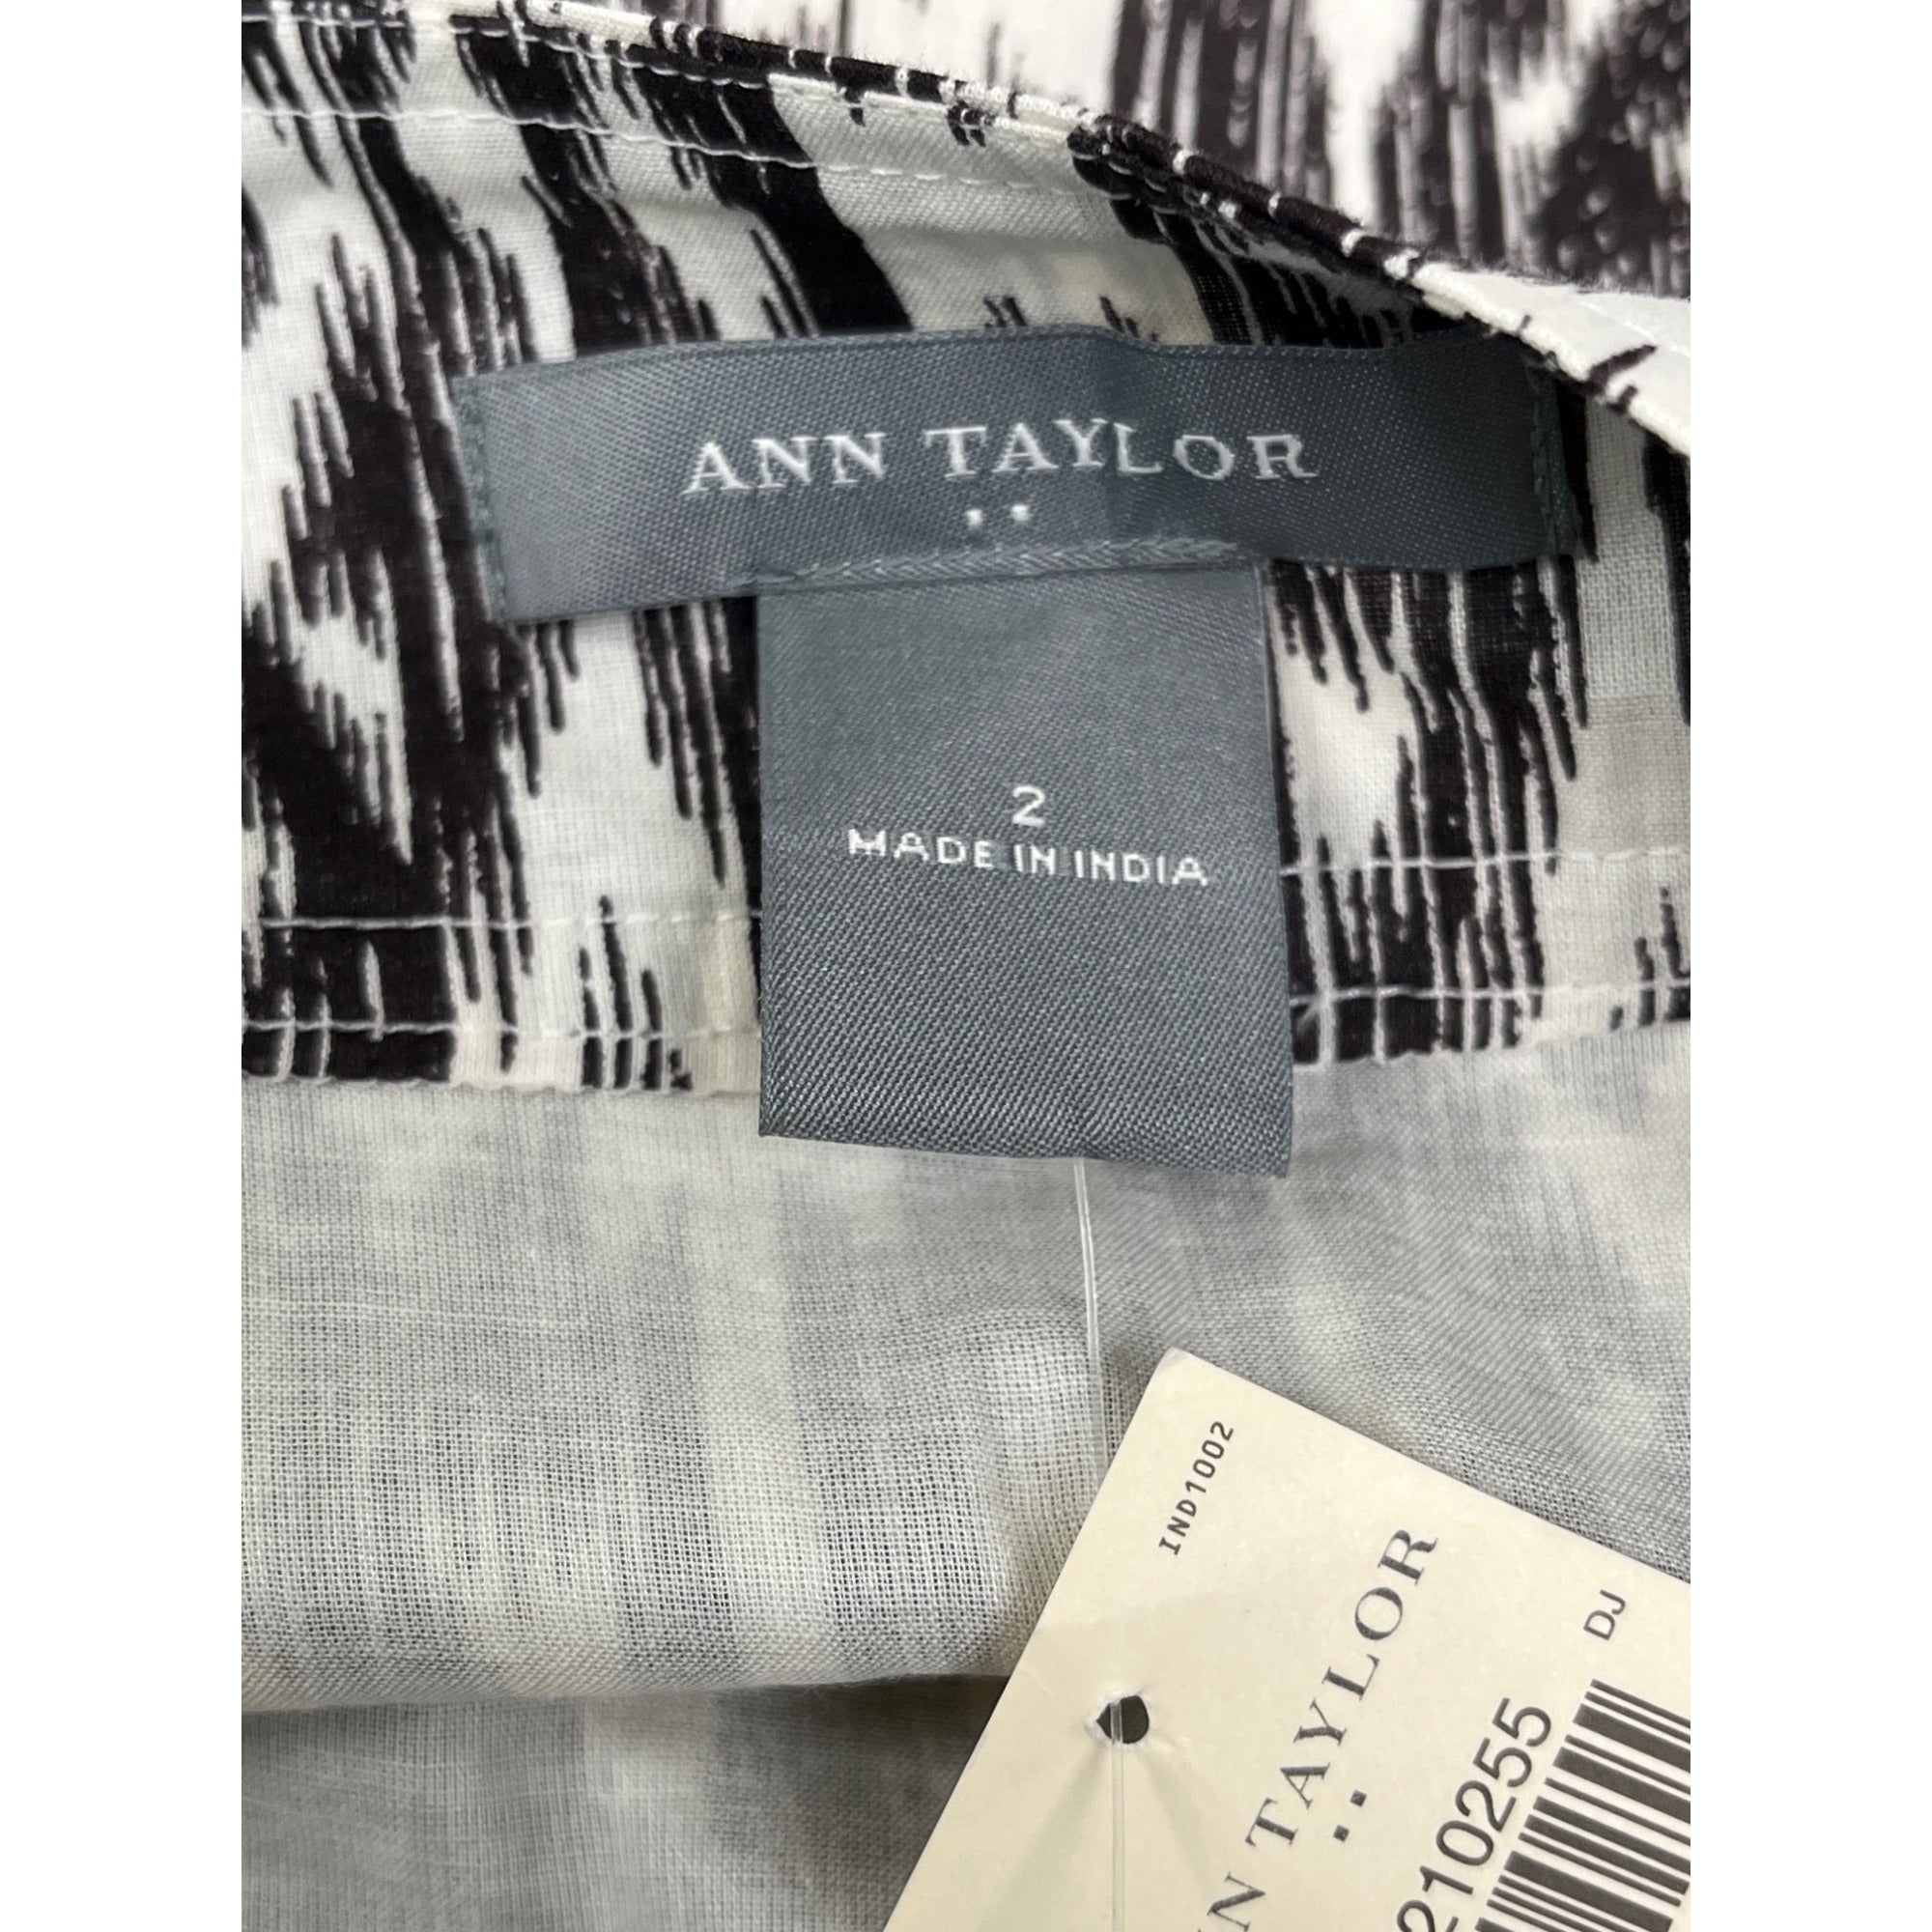 ANN TAYLOR
2
MADE IN INDIA
IND1002
TAYLOR
DJ
210255